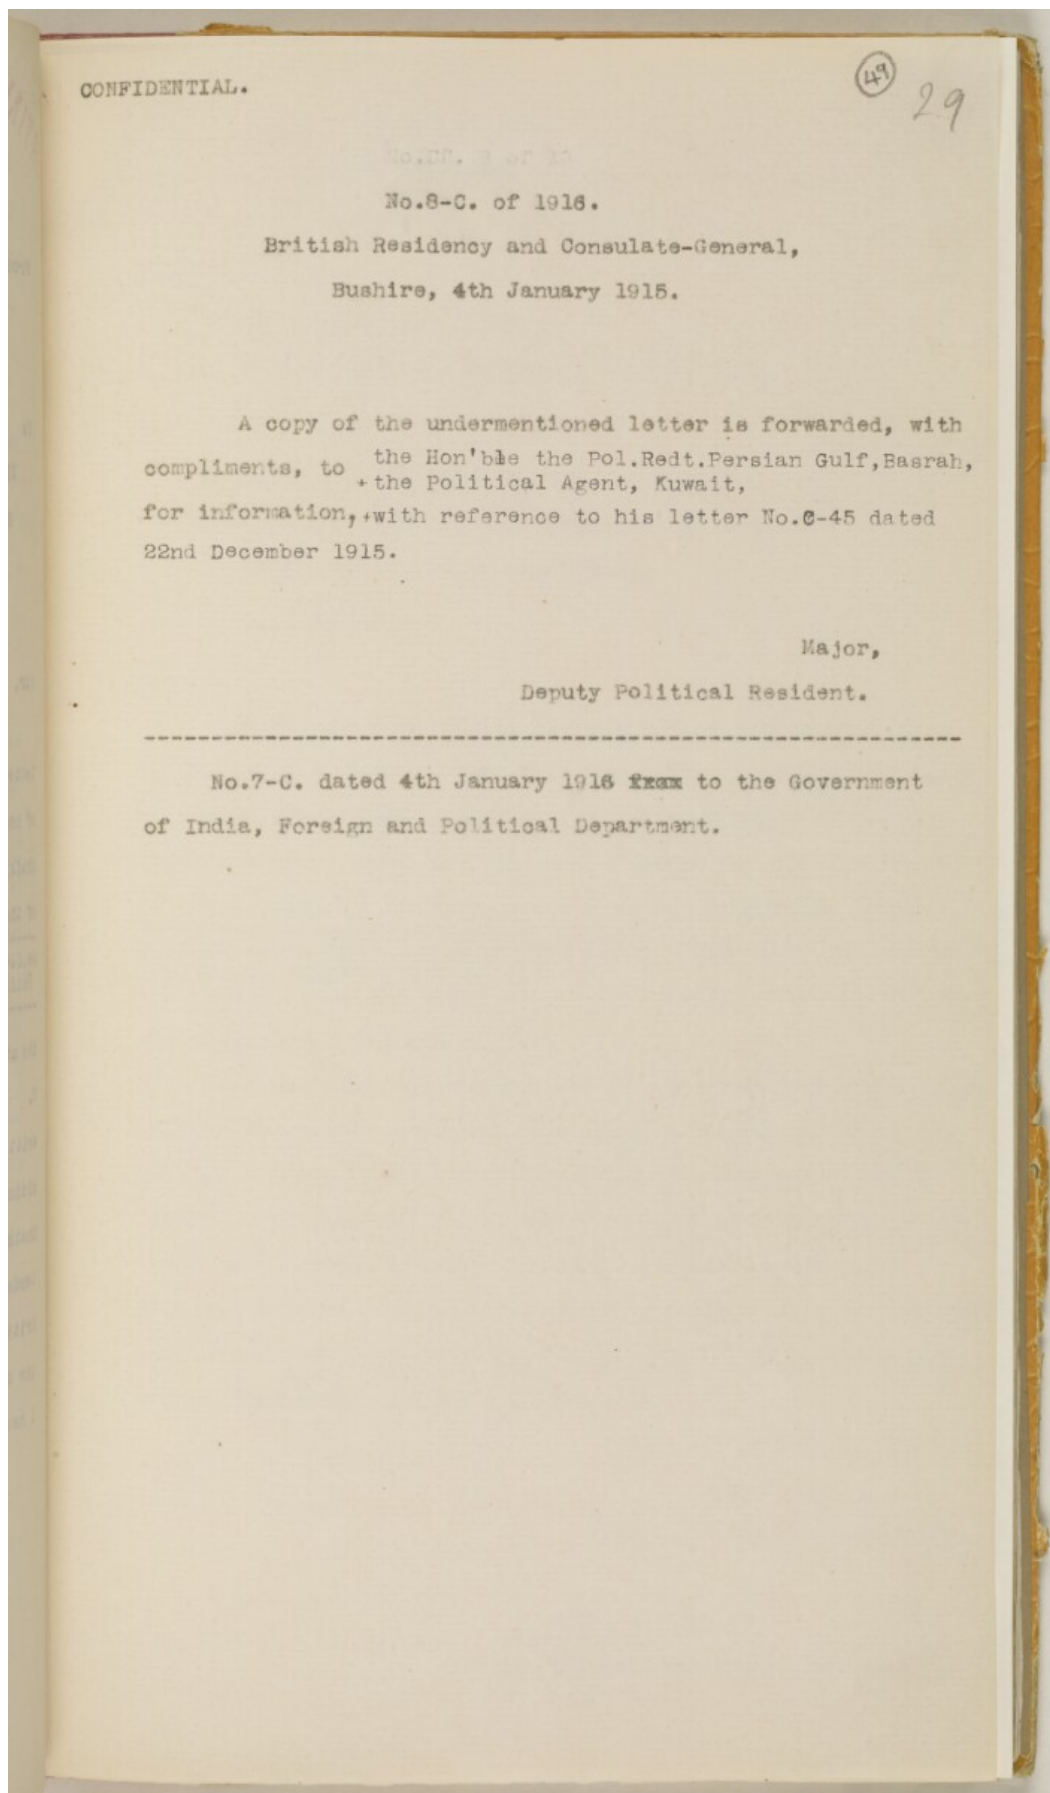 CONFIDENTIAL.
49
29
No.8-C. of 1916.
British Residency and Consulate-General,
Bushire, 4th January 1915.
A copy of the undermentioned letter is forwarded, with
compliments, to the Hon'ble the Pol.Redt.Persian Gulf,Basrah,
+the Political Agent, Kuwait,
for information,+with reference to his letter No.C-45 dated
22nd December 1915.
Major,
Deputy Political Resident.
No.7-C. dated 4th January 1916 to the Government
of India, Foreign and Political Department.